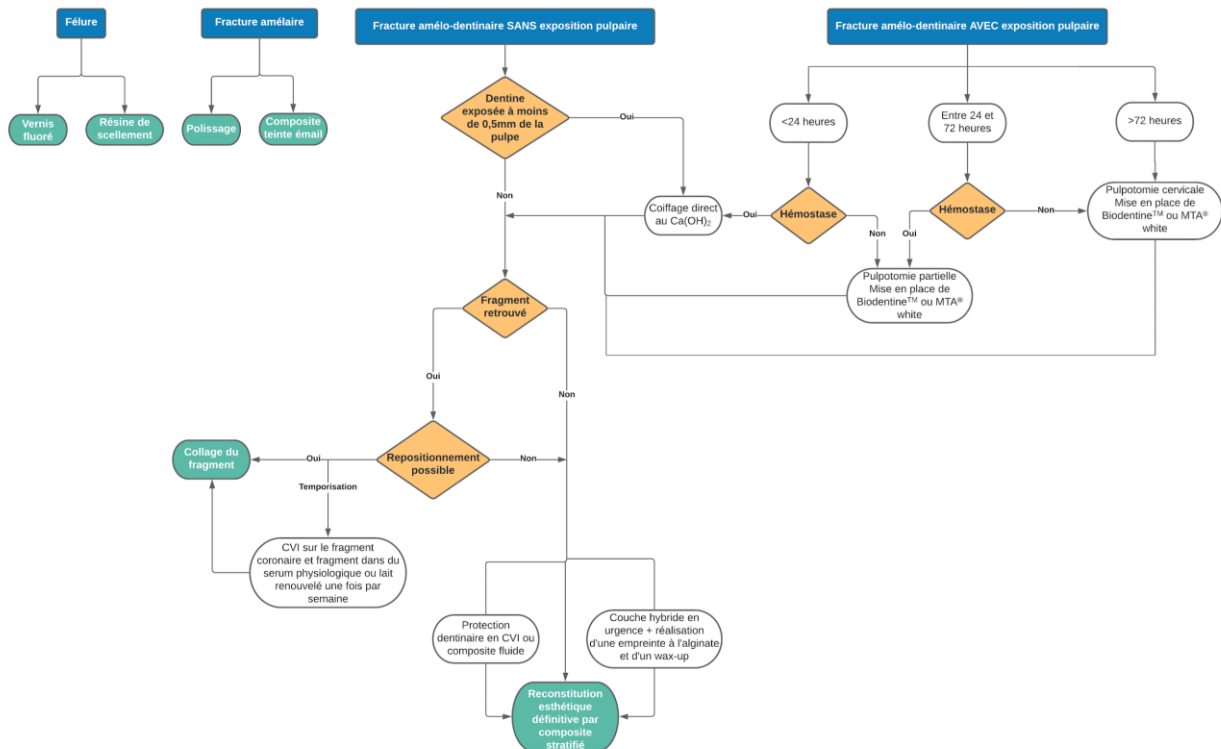 Félure
Fracture amélaire
Fracture amélo-dentinaire SANS exposition pulpaire
Fracture amélo-dentinaire AVEC exposition pulpaire
Vernis
fluoré
Résine de
scellement
Polissage
Composite
teinte émail
Dentine
exposée à moins
de 0,5mm de la
pulpe
Oui
Non
<24 heures
Entre 24 et
72 heures
>72 heures
Coiffage direct
au Ca(OH)₂
Oui
Hémostase
Non
Hémostase
Oui
Non
Pulpotomie cervicale
Mise en place de
Biodentine™ ou MTA®
white
Pulpotomie partielle
Mise en place de
Biodentine™ ou MTA®
white
Fragment
retrouvé
Oui
Non
Collage du
fragment
Oui
Repositionnement
possible
Non
Temporisation
CVI sur le fragment
coronaire et fragment dans du
serum physiologique ou lait
renouvelé une fois par
semaine
Protection
dentinaire en CVI ou
composite fluide
Couche hybride en
urgence + réalisation
d'une empreinte à l'alginate
et d'un wax-up
Reconstitution
esthétique
définitive par
composite
stratifié